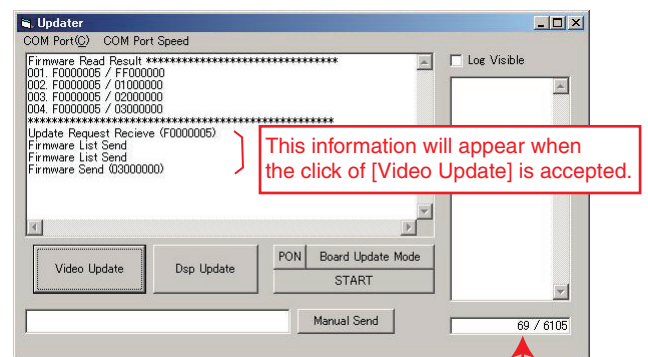 Updater
COM Port(C) COM Port Speed
Firmware Read Result *************************************
001. F0000005 / FF000000
002. F0000005 / 01000000
003. F0000005 / 02000000
004. F0000005 / 03000000
***********************************************************
Update Request Recieve (F0000005)
Firmware List Send
Firmware List Send
Firmware Send (03000000)
Log Visible
This information will appear when
the click of [Video Update] is accepted.
Video Update
Dsp Update
PON
Board Update Mode
START
Manual Send
69 / 6105